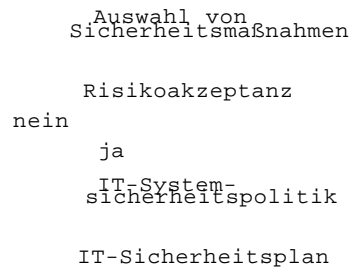 Auswahl von
Sicherheitsmaßnahmen
Risikoakzeptanz
nein
ja
IT-System-
sicherheitspolitik
IT-Sicherheitsplan